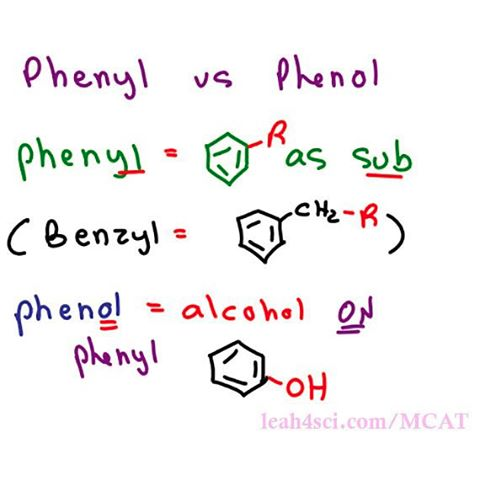 Phenyl vs Phenol
phenyl = R as sub
(Benzyl = CH₂-R)
phenol = alcohol ON
phenyl OH
leah4sci.com/MCAT